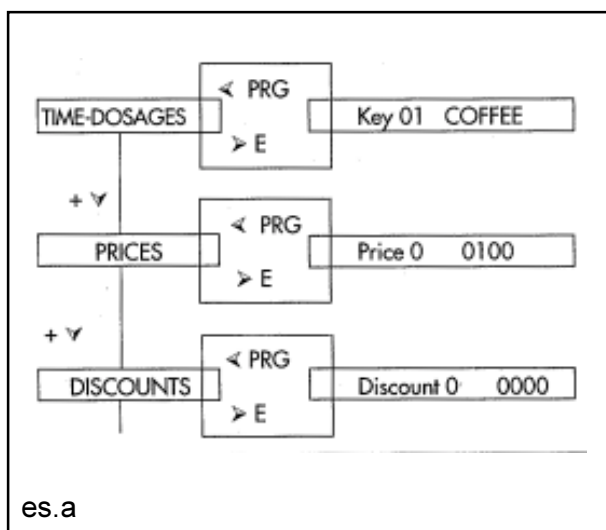 ≺ PRG
TIME-DOSAGES Key 01 COFFEE
≻ E
+
≺ PRG
PRICES Price 0 0100
≻ E
+
≺ PRG
DISCOUNTS Discount 0 0000
≻ E
es.a